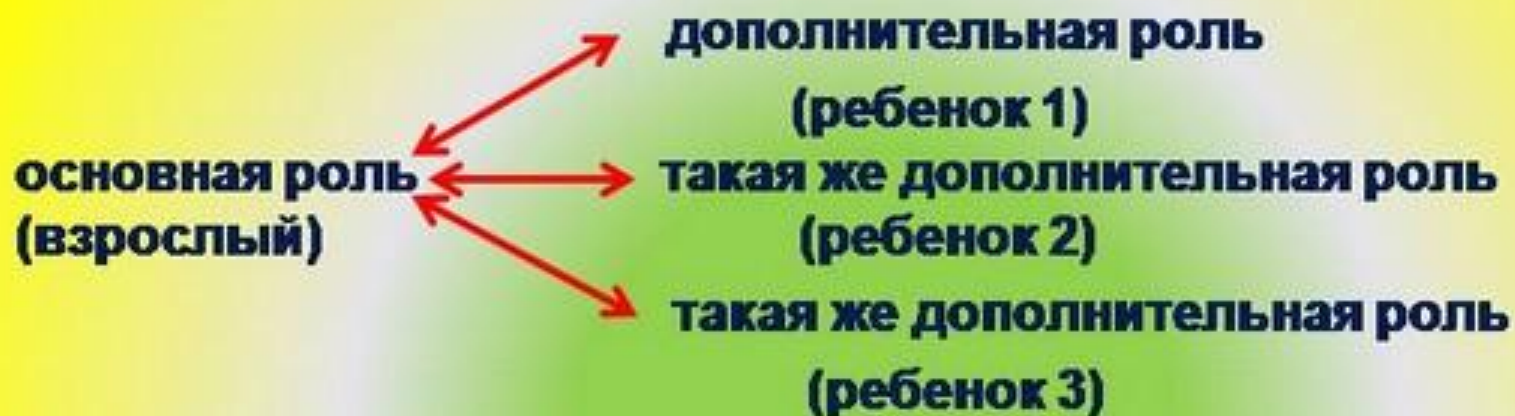 дополнительная роль
(ребенок 1)
основная роль
(взрослый)
такая же дополнительная роль
(ребенок 2)
такая же дополнительная роль
(ребенок 3)